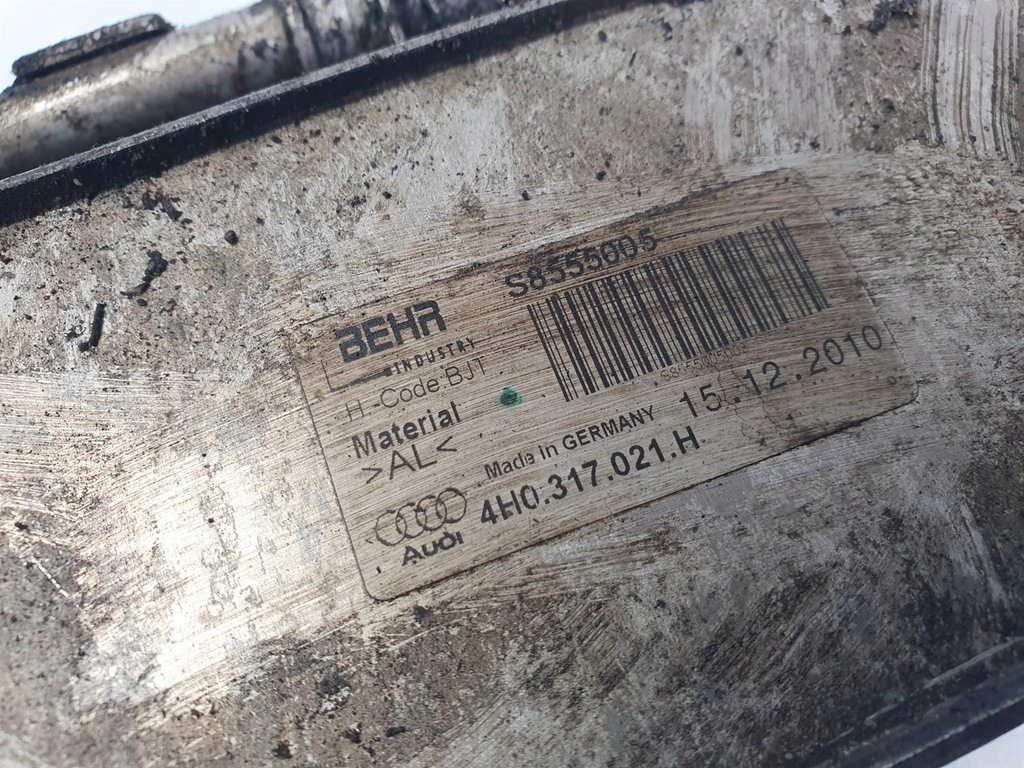 BEHR
INDUSTRY
H-Code:BJT
Material
>AL<
AUDI
S8555005
Made in GERMANY
15.12.2010
4H0.317.021.H